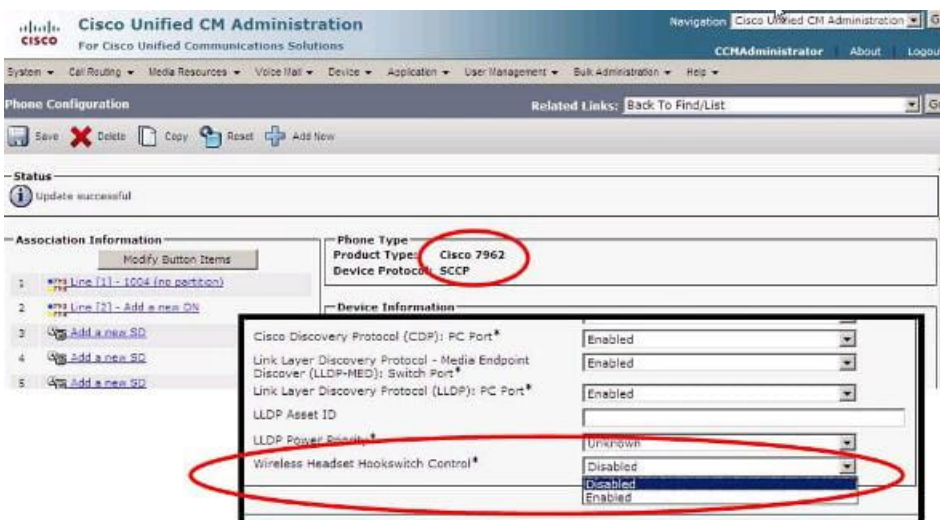 Cisco Unified CM Administration
CISCO
For Cisco Unified Communications Solutions
Navigation Cisco Unified CM Administration G
CCMAdministrator About Logou
System Call Routing Media Resources Voice Mail Device Application User Management Bulk Administration Help
Phone Configuration
Related Links: Back To Find/List G
Save Delete Copy Reset Add New
Status
Update successful
Association Information
Modify Button Items
1 Line [1] - 1004 (no partition)
2 Line [2] - Add a new DN
3 Add a new SD
4 Add a new SD
5 Add a new SD
Phone Type
Product Type: Cisco 7962
Device Protocol: SCCP
Device Information
Cisco Discovery Protocol (CDP): PC Port* Enabled
Link Layer Discovery Protocol - Media Endpoint
Discover (LLDP-MED): Switch Port* Enabled
Link Layer Discovery Protocol (LLDP): PC Port* Enabled
LLDP Asset ID
LLDP Power Priority* Unknown
Wireless Headset Hookswitch Control* Disabled
Disabled
Enabled